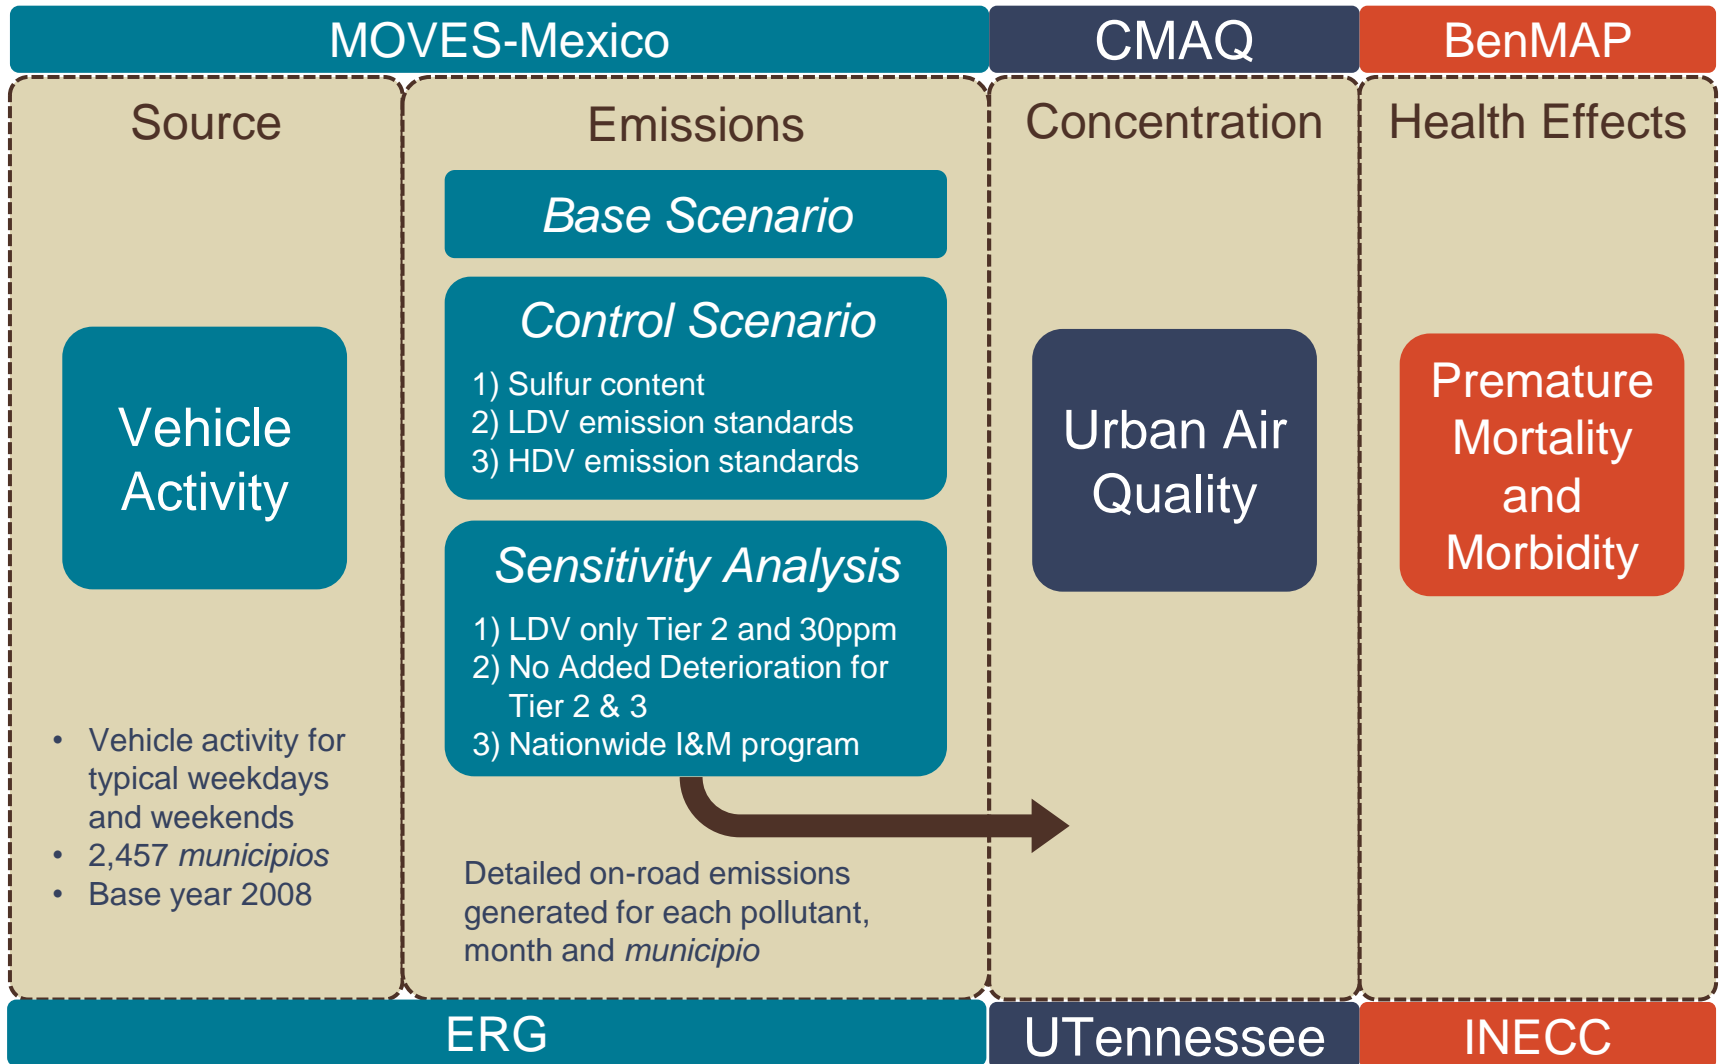 MOVES-Mexico
CMAQ
BenMAP
Source
Emissions
Concentration
Health Effects
Base Scenario
Control Scenario
1) Sulfur content
2) LDV emission standards
3) HDV emission standards
Vehicle
Activity
Urban Air
Quality
Premature
Mortality
and
Morbidity
Sensitivity Analysis
1) LDV only Tier 2 and 30ppm
2) No Added Deterioration for
Tier 2 & 3
3) Nationwide I&M program
• Vehicle activity for
typical weekdays
and weekends
• 2,457 municipios
• Base year 2008
Detailed on-road emissions
generated for each pollutant,
month and municipio
ERG
UTennessee
INECC